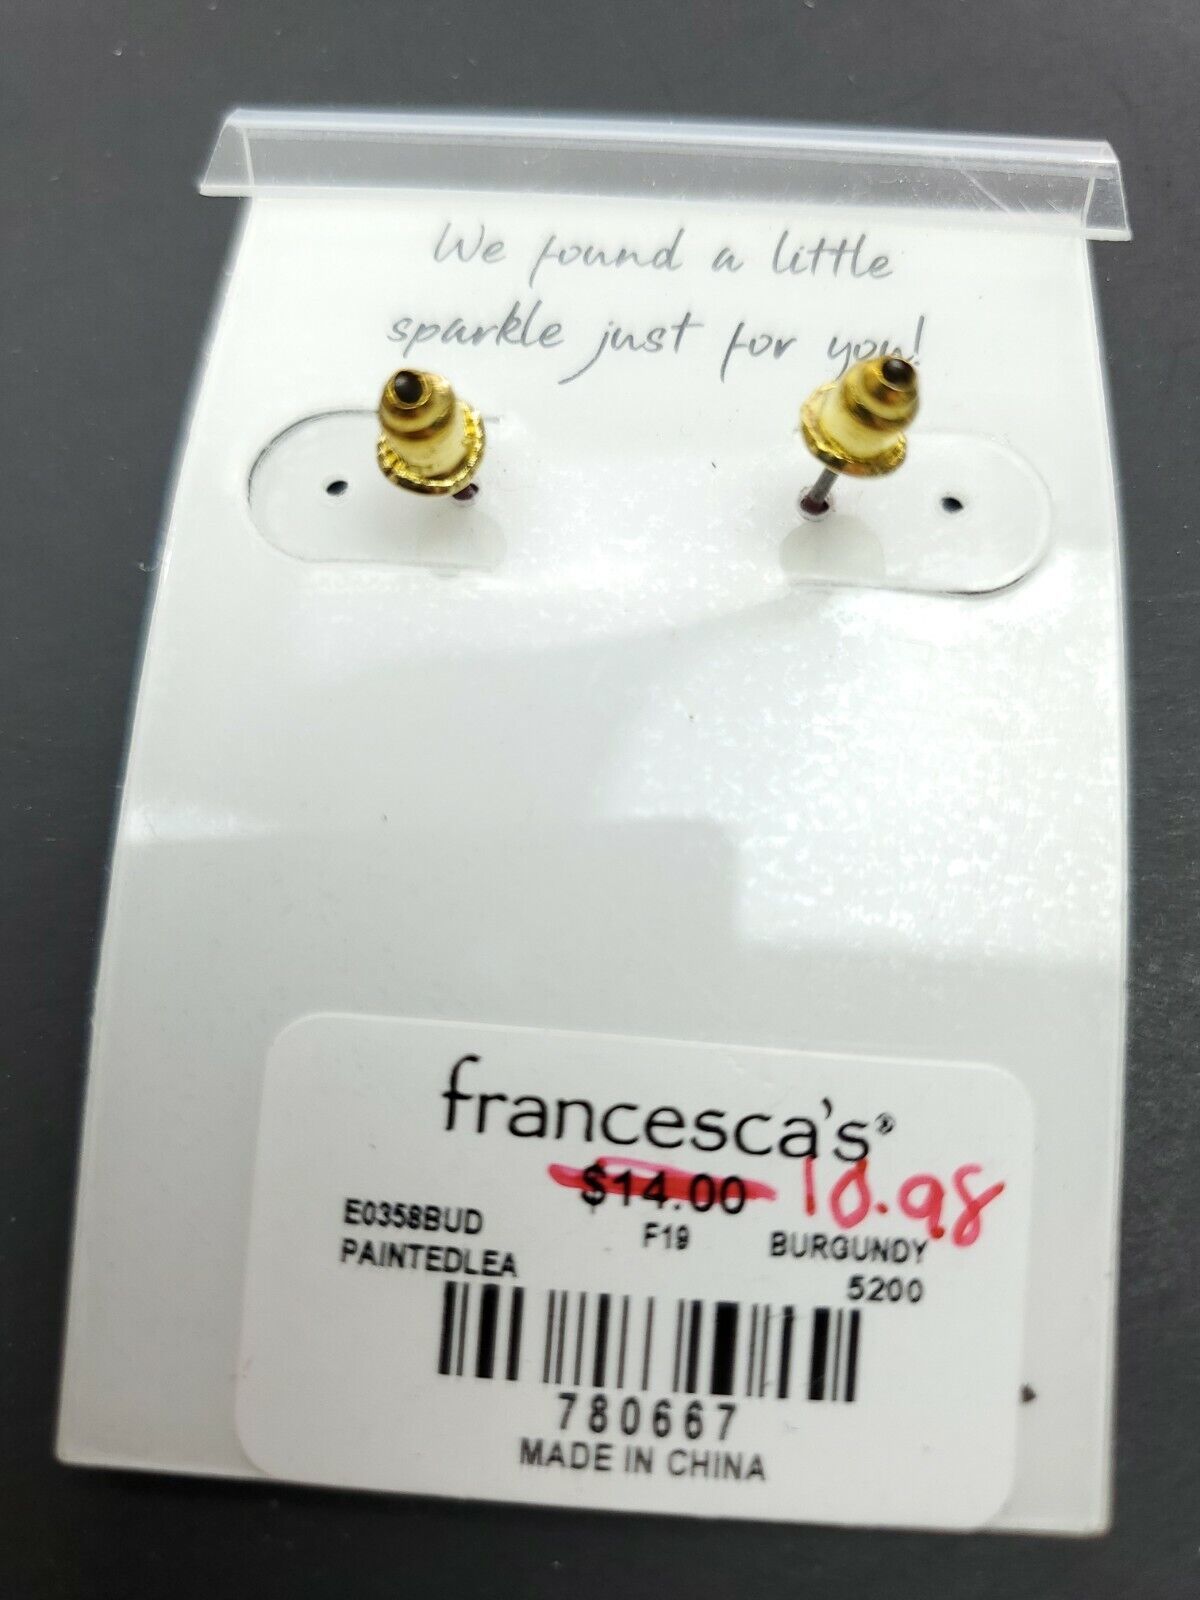 We found a little
sparkle just for you!
francesca's®
$14.00 10.98
E0358BUD F19 BURGUNDY
PAINTEDLEA 5200
780667
MADE IN CHINA